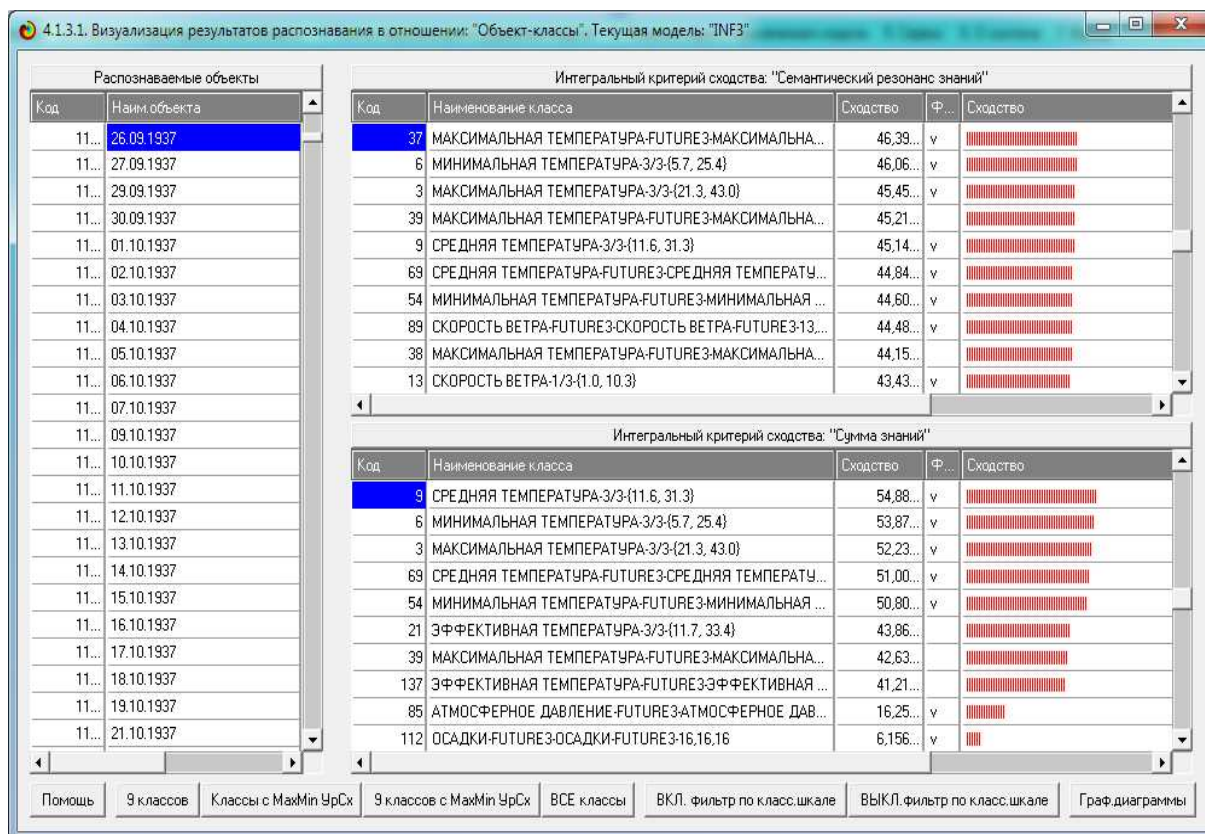 4.1.3.1. Визуализация результатов распознавания в отношении: "Объект-классы". Текущая модель: "INF3"
Распознаваемые объекты
Код Наим.объекта
11... 26.09.1937
11... 27.09.1937
11... 29.09.1937
11... 30.09.1937
11... 01.10.1937
11... 02.10.1937
11... 03.10.1937
11... 04.10.1937
11... 05.10.1937
11... 06.10.1937
11... 07.10.1937
11... 09.10.1937
11... 10.10.1937
11... 11.10.1937
11... 12.10.1937
11... 13.10.1937
11... 14.10.1937
11... 15.10.1937
11... 16.10.1937
11... 17.10.1937
11... 18.10.1937
11... 19.10.1937
11... 21.10.1937
Интегральный критерий сходства: "Семантический резонанс знаний"
Код Наименование класса Сходство Ф... Сходство
37 МАКСИМАЛЬНАЯ ТЕМПЕРАТУРА-FUTURE3-МАКСИМАЛЬНА... 46,39... v
6 МИНИМАЛЬНАЯ ТЕМПЕРАТУРА-3/3-{5.7, 25.4} 46,06... v
3 МАКСИМАЛЬНАЯ ТЕМПЕРАТУРА-3/3-{21.3, 43.0} 45,45... v
39 МАКСИМАЛЬНАЯ ТЕМПЕРАТУРА-FUTURE3-МАКСИМАЛЬНА... 45,21...
9 СРЕДНЯЯ ТЕМПЕРАТУРА-3/3-{11.6, 31.3} 45,14... v
69 СРЕДНЯЯ ТЕМПЕРАТУРА-FUTURE3-СРЕДНЯЯ ТЕМПЕРАТУ... 44,84... v
54 МИНИМАЛЬНАЯ ТЕМПЕРАТУРА-FUTURE3-МИНИМАЛЬНАЯ ... 44,60... v
89 СКОРОСТЬ ВЕТРА-FUTURE3-СКОРОСТЬ ВЕТРА-FUTURE3-13,... 44,48... v
38 МАКСИМАЛЬНАЯ ТЕМПЕРАТУРА-FUTURE3-МАКСИМАЛЬНА... 44,15...
13 СКОРОСТЬ ВЕТРА-1/3-{1.0, 10.3} 43,43... v
Интегральный критерий сходства: "Сумма знаний"
Код Наименование класса Сходство Ф... Сходство
9 СРЕДНЯЯ ТЕМПЕРАТУРА-3/3-{11.6, 31.3} 54,88... v
6 МИНИМАЛЬНАЯ ТЕМПЕРАТУРА-3/3-{5.7, 25.4} 53,87... v
3 МАКСИМАЛЬНАЯ ТЕМПЕРАТУРА-3/3-{21.3, 43.0} 52,23... v
69 СРЕДНЯЯ ТЕМПЕРАТУРА-FUTURE3-СРЕДНЯЯ ТЕМПЕРАТУ... 51,00... v
54 МИНИМАЛЬНАЯ ТЕМПЕРАТУРА-FUTURE3-МИНИМАЛЬНАЯ ... 50,80... v
21 ЭФФЕКТИВНАЯ ТЕМПЕРАТУРА-3/3-{11.7, 33.4} 43,86...
39 МАКСИМАЛЬНАЯ ТЕМПЕРАТУРА-FUTURE3-МАКСИМАЛЬНА... 42,63...
137 ЭФФЕКТИВНАЯ ТЕМПЕРАТУРА-FUTURE3-ЭФФЕКТИВНАЯ ... 41,21...
85 АТМОСФЕРНОЕ ДАВЛЕНИЕ-FUTURE3-АТМОСФЕРНОЕ ДАВ... 16,25... v
112 ОСАДКИ-FUTURE3-ОСАДКИ-FUTURE3-16,16,16 6,156... v
Помощь 9 классов Классы с MaxMin УрСх 9 классов с MaxMin УрСх ВСЕ классы ВКЛ. фильтр по класс.шкале ВЫКЛ.фильтр по класс.шкале Граф.диаграммы